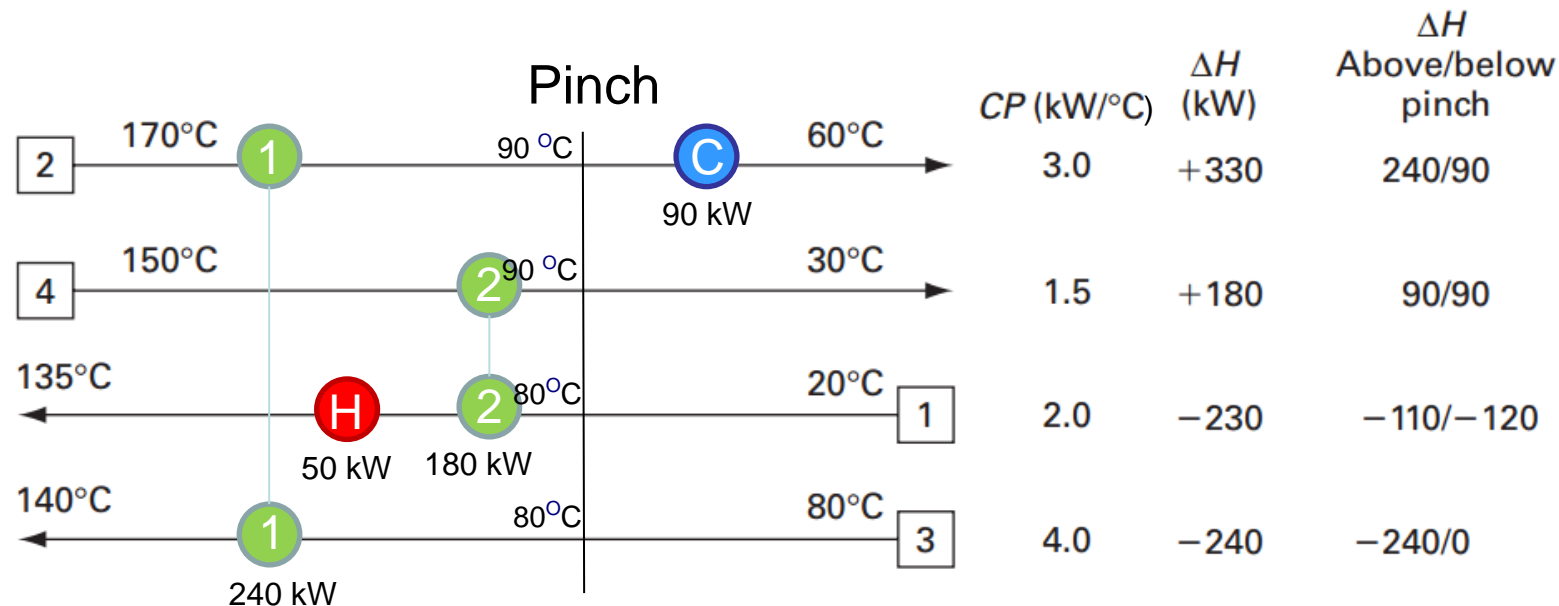 Pinch
ΔH
ΔH Above/below
CP (kW/°C) (kW) pinch
2 170°C 1 90 °C C 60°C 3.0 +330 240/90
90 kW
4 150°C 2 90 °C 30°C 1.5 +180 90/90
135°C H 2 80°C 20°C 1 2.0 −230 −110/−120
50 kW 180 kW
140°C 1 80°C 80°C 3 4.0 −240 −240/0
240 kW